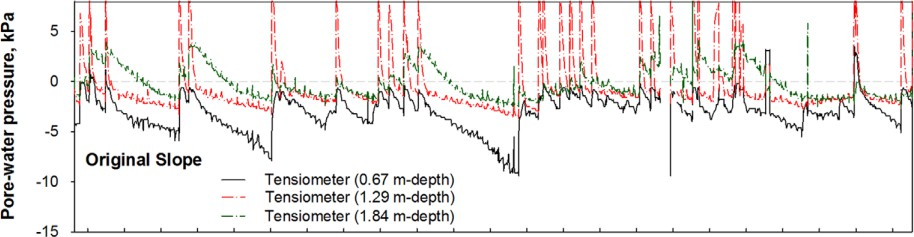 Pore-water pressure, kPa
5
0
-5
-10
-15
Original Slope
Tensiometer (0.67 m-depth)
Tensiometer (1.29 m-depth)
Tensiometer (1.84 m-depth)